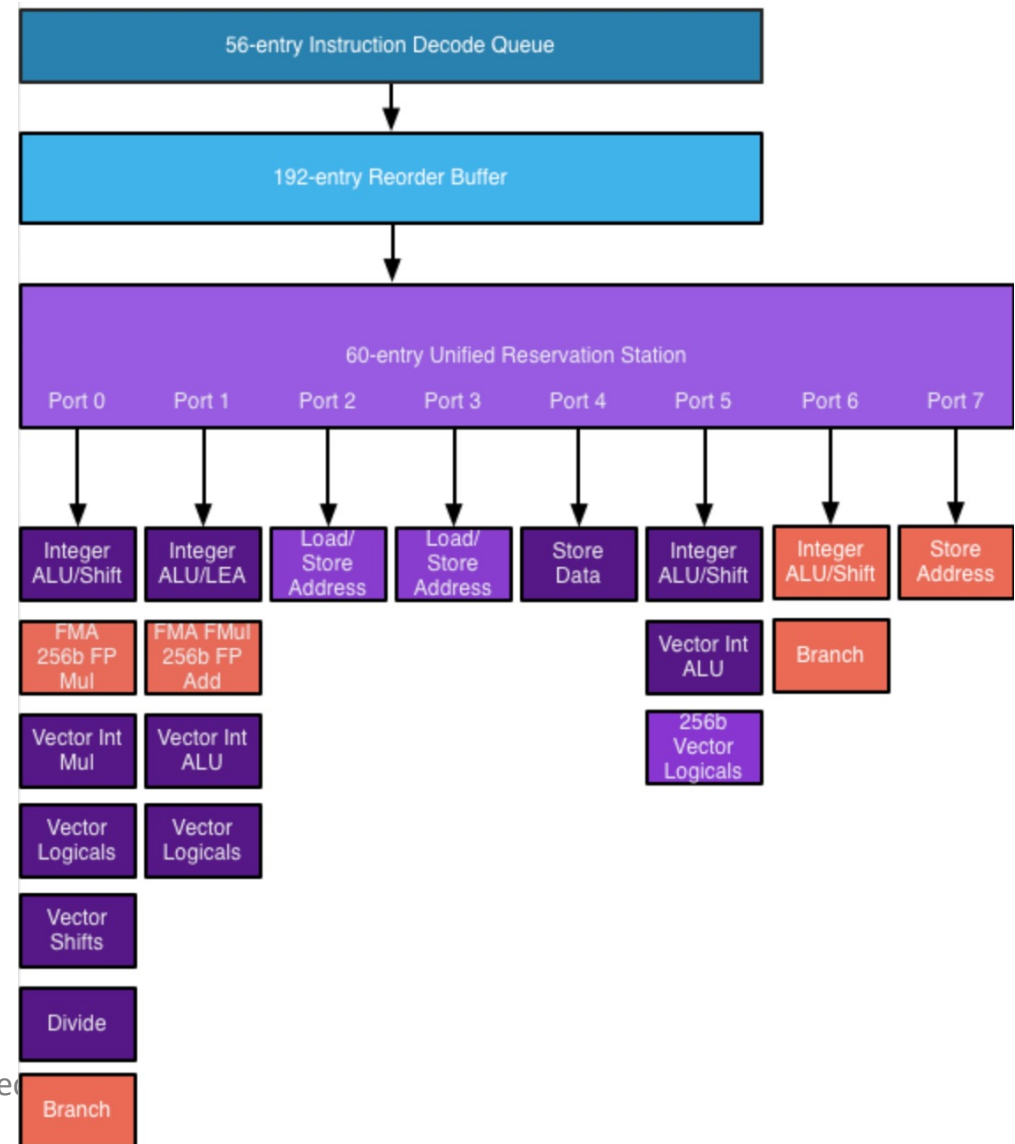 56-entry Instruction Decode Queue
192-entry Reorder Buffer
60-entry Unified Reservation Station
Port 0
Port 1
Port 2
Port 3
Port 4
Port 5
Port 6
Port 7
Integer
ALU/Shift
Integer
ALU/LEA
Load/
Store
Address
Load/
Store
Address
Store
Data
Integer
ALU/Shift
Integer
ALU/Shift
Store
Address
FMA
256b FP
Mul
FMA FMul
256b FP
Add
Vector Int
ALU
Branch
Vector Int
Mul
Vector Int
ALU
256b
Vector
Logicals
Vector
Logicals
Vector
Logicals
Vector
Shifts
Divide
Branch